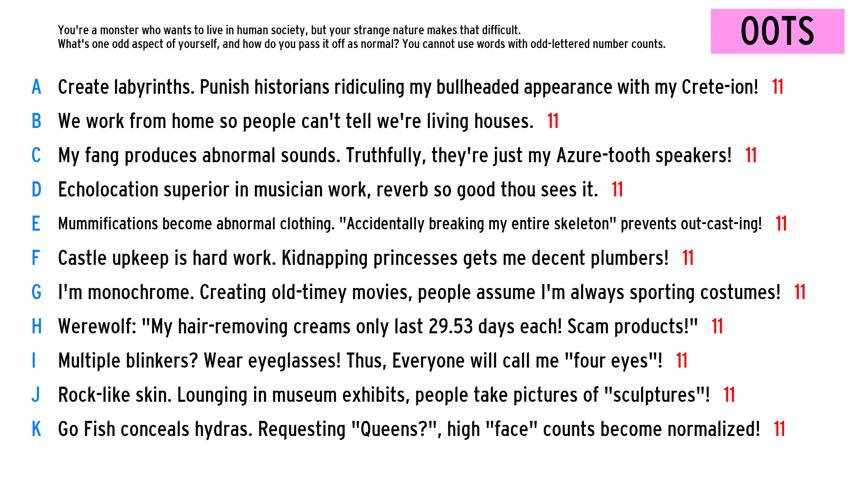 You're a monster who wants to live in human society, but your strange nature makes that difficult.
What's one odd aspect of yourself, and how do you pass it off as normal? You cannot use words with odd-lettered number counts.
OOTS
A Create labyrinths. Punish historians ridiculing my bullheaded appearance with my Crete-ion! 11
B We work from home so people can't tell we're living houses. 11
C My fang produces abnormal sounds. Truthfully, they're just my Azure-tooth speakers! 11
D Echolocation superior in musician work, reverb so good thou sees it. 11
E Mummifications become abnormal clothing. "Accidentally breaking my entire skeleton" prevents out-cast-ing! 11
F Castle upkeep is hard work. Kidnapping princesses gets me decent plumbers! 11
G I'm monochrome. Creating old-timey movies, people assume I'm always sporting costumes! 11
H Werewolf: "My hair-removing creams only last 29.53 days each! Scam products!" 11
I Multiple blinkers? Wear eyeglasses! Thus, Everyone will call me "four eyes"! 11
J Rock-like skin. Lounging in museum exhibits, people take pictures of "sculptures"! 11
K Go Fish conceals hydras. Requesting "Queens?", high "face" counts become normalized! 11